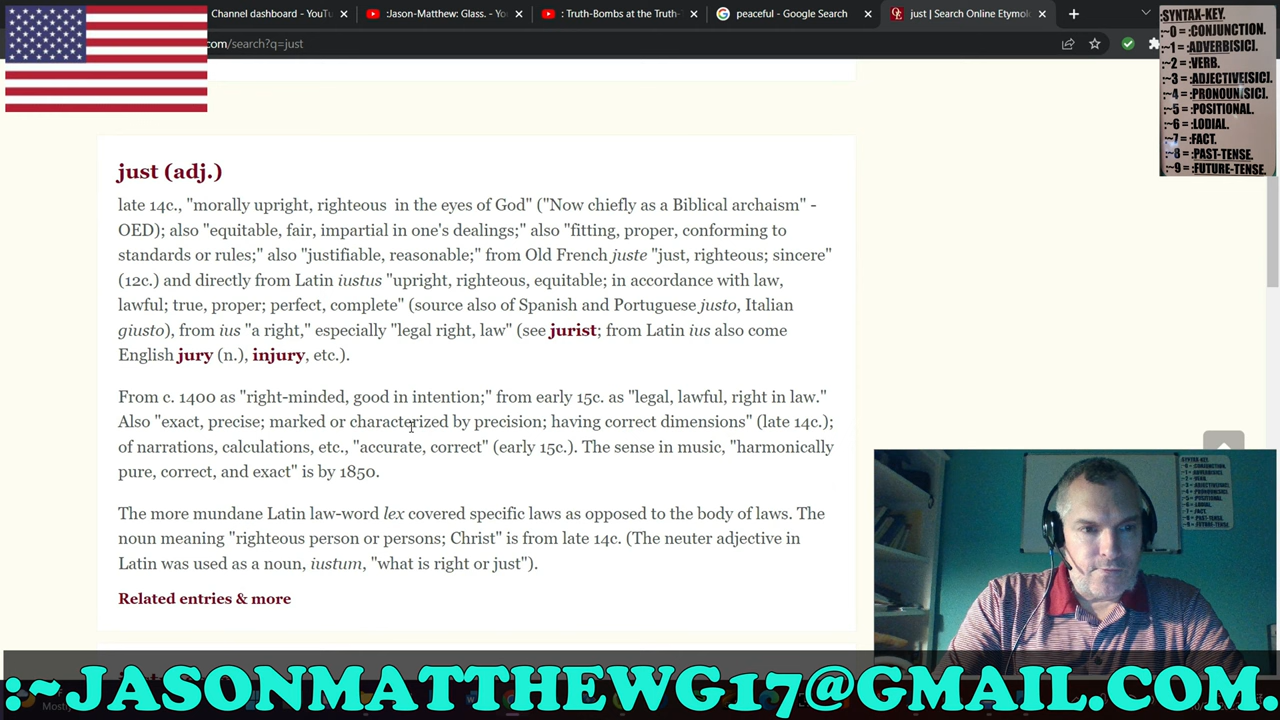 Channel dashboard - YouTu
:Jason-Matthew: Glass - YouTu
: Truth-Bonds as the Truth-
peaceful - Google Search
just | Search Online Etymolo
.com/search?q=just
:SYNTAX-KEY.
:~0 = :CONJUNCTION.
:~1 = :ADVERB[SIC].
:~2 = :VERB.
:~3 = :ADJECTIVE[SIC].
:~4 = :PRONOUN[SIC].
:~5 = :POSITIONAL.
:~6 = :LODIAL.
:~7 = :FACT.
:~8 = :PAST-TENSE.
:~9 = :FUTURE-TENSE.
just (adj.)
late 14c., "morally upright, righteous in the eyes of God" ("Now chiefly as a Biblical archaism" -
OED); also "equitable, fair, impartial in one's dealings;" also "fitting, proper, conforming to
standards or rules;" also "justifiable, reasonable;" from Old French juste "just, righteous; sincere"
(12c.) and directly from Latin iustus "upright, righteous, equitable; in accordance with law,
lawful; true, proper; perfect, complete" (source also of Spanish and Portuguese justo, Italian
giusto), from ius "a right," especially "legal right, law" (see jurist; from Latin ius also come
English jury (n.), injury, etc.).
From c. 1400 as "right-minded, good in intention;" from early 15c. as "legal, lawful, right in law."
Also "exact, precise; marked or characterized by precision; having correct dimensions" (late 14c.);
of narrations, calculations, etc., "accurate, correct" (early 15c.). The sense in music, "harmonically
pure, correct, and exact" is by 1850.
The more mundane Latin law-word lex covered specific laws as opposed to the body of laws. The
noun meaning "righteous person or persons; Christ" is from late 14c. (The neuter adjective in
Latin was used as a noun, iustum, "what is right or just").
Related entries & more
:~JASONMATTHEWG17@GMAIL.COM.